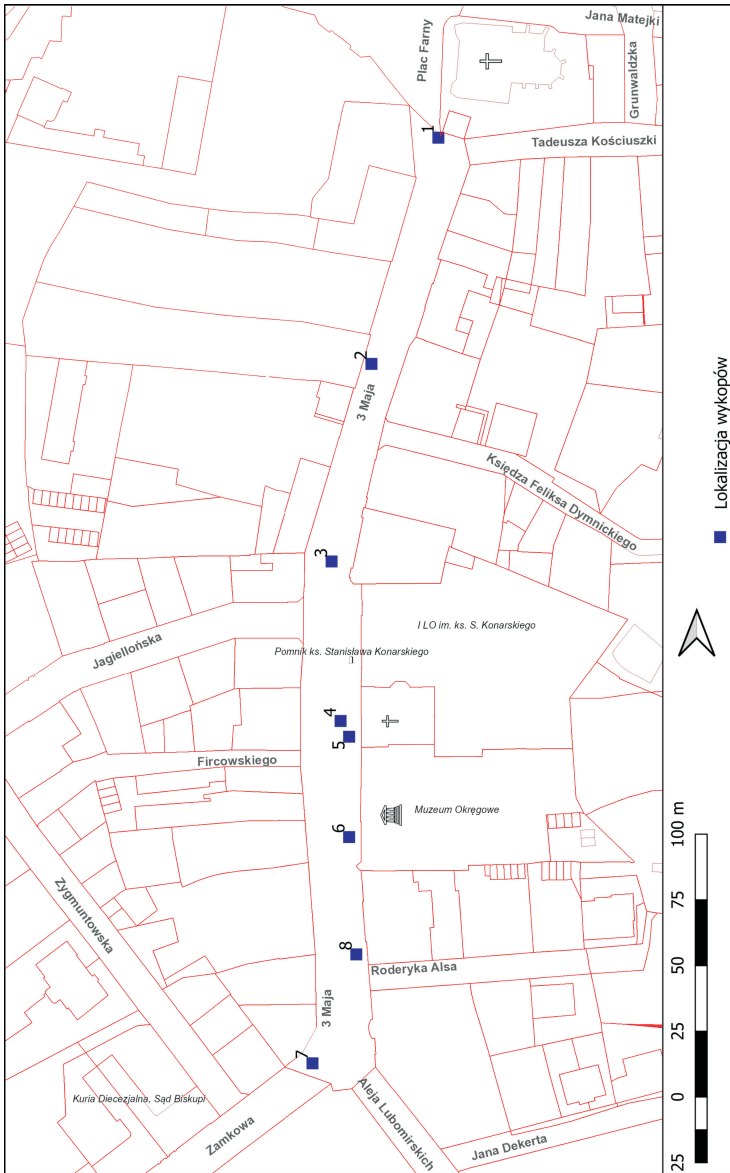 Jana Matejki
Plac Farny
Grunwaldzka
Tadeusza Kościuszki
1
2
3 Maja
Księdza Feliksa Dymnickiego
3
Jagiellońska
I LO im. ks. S. Konarskiego
Pomnik ks. Stanisława Konarskiego
4
5
Fircowskiego
6
Muzeum Okręgowe
Zygmuntowska
8
Roderyka Alsa
3 Maja
7
Kuria Diecezjalna, Sąd Biskupi
Zamkowa
Aleja Lubomirskich
Jana Dekerta
Lokalizacja wykopów
25 0 25 50 75 100 m